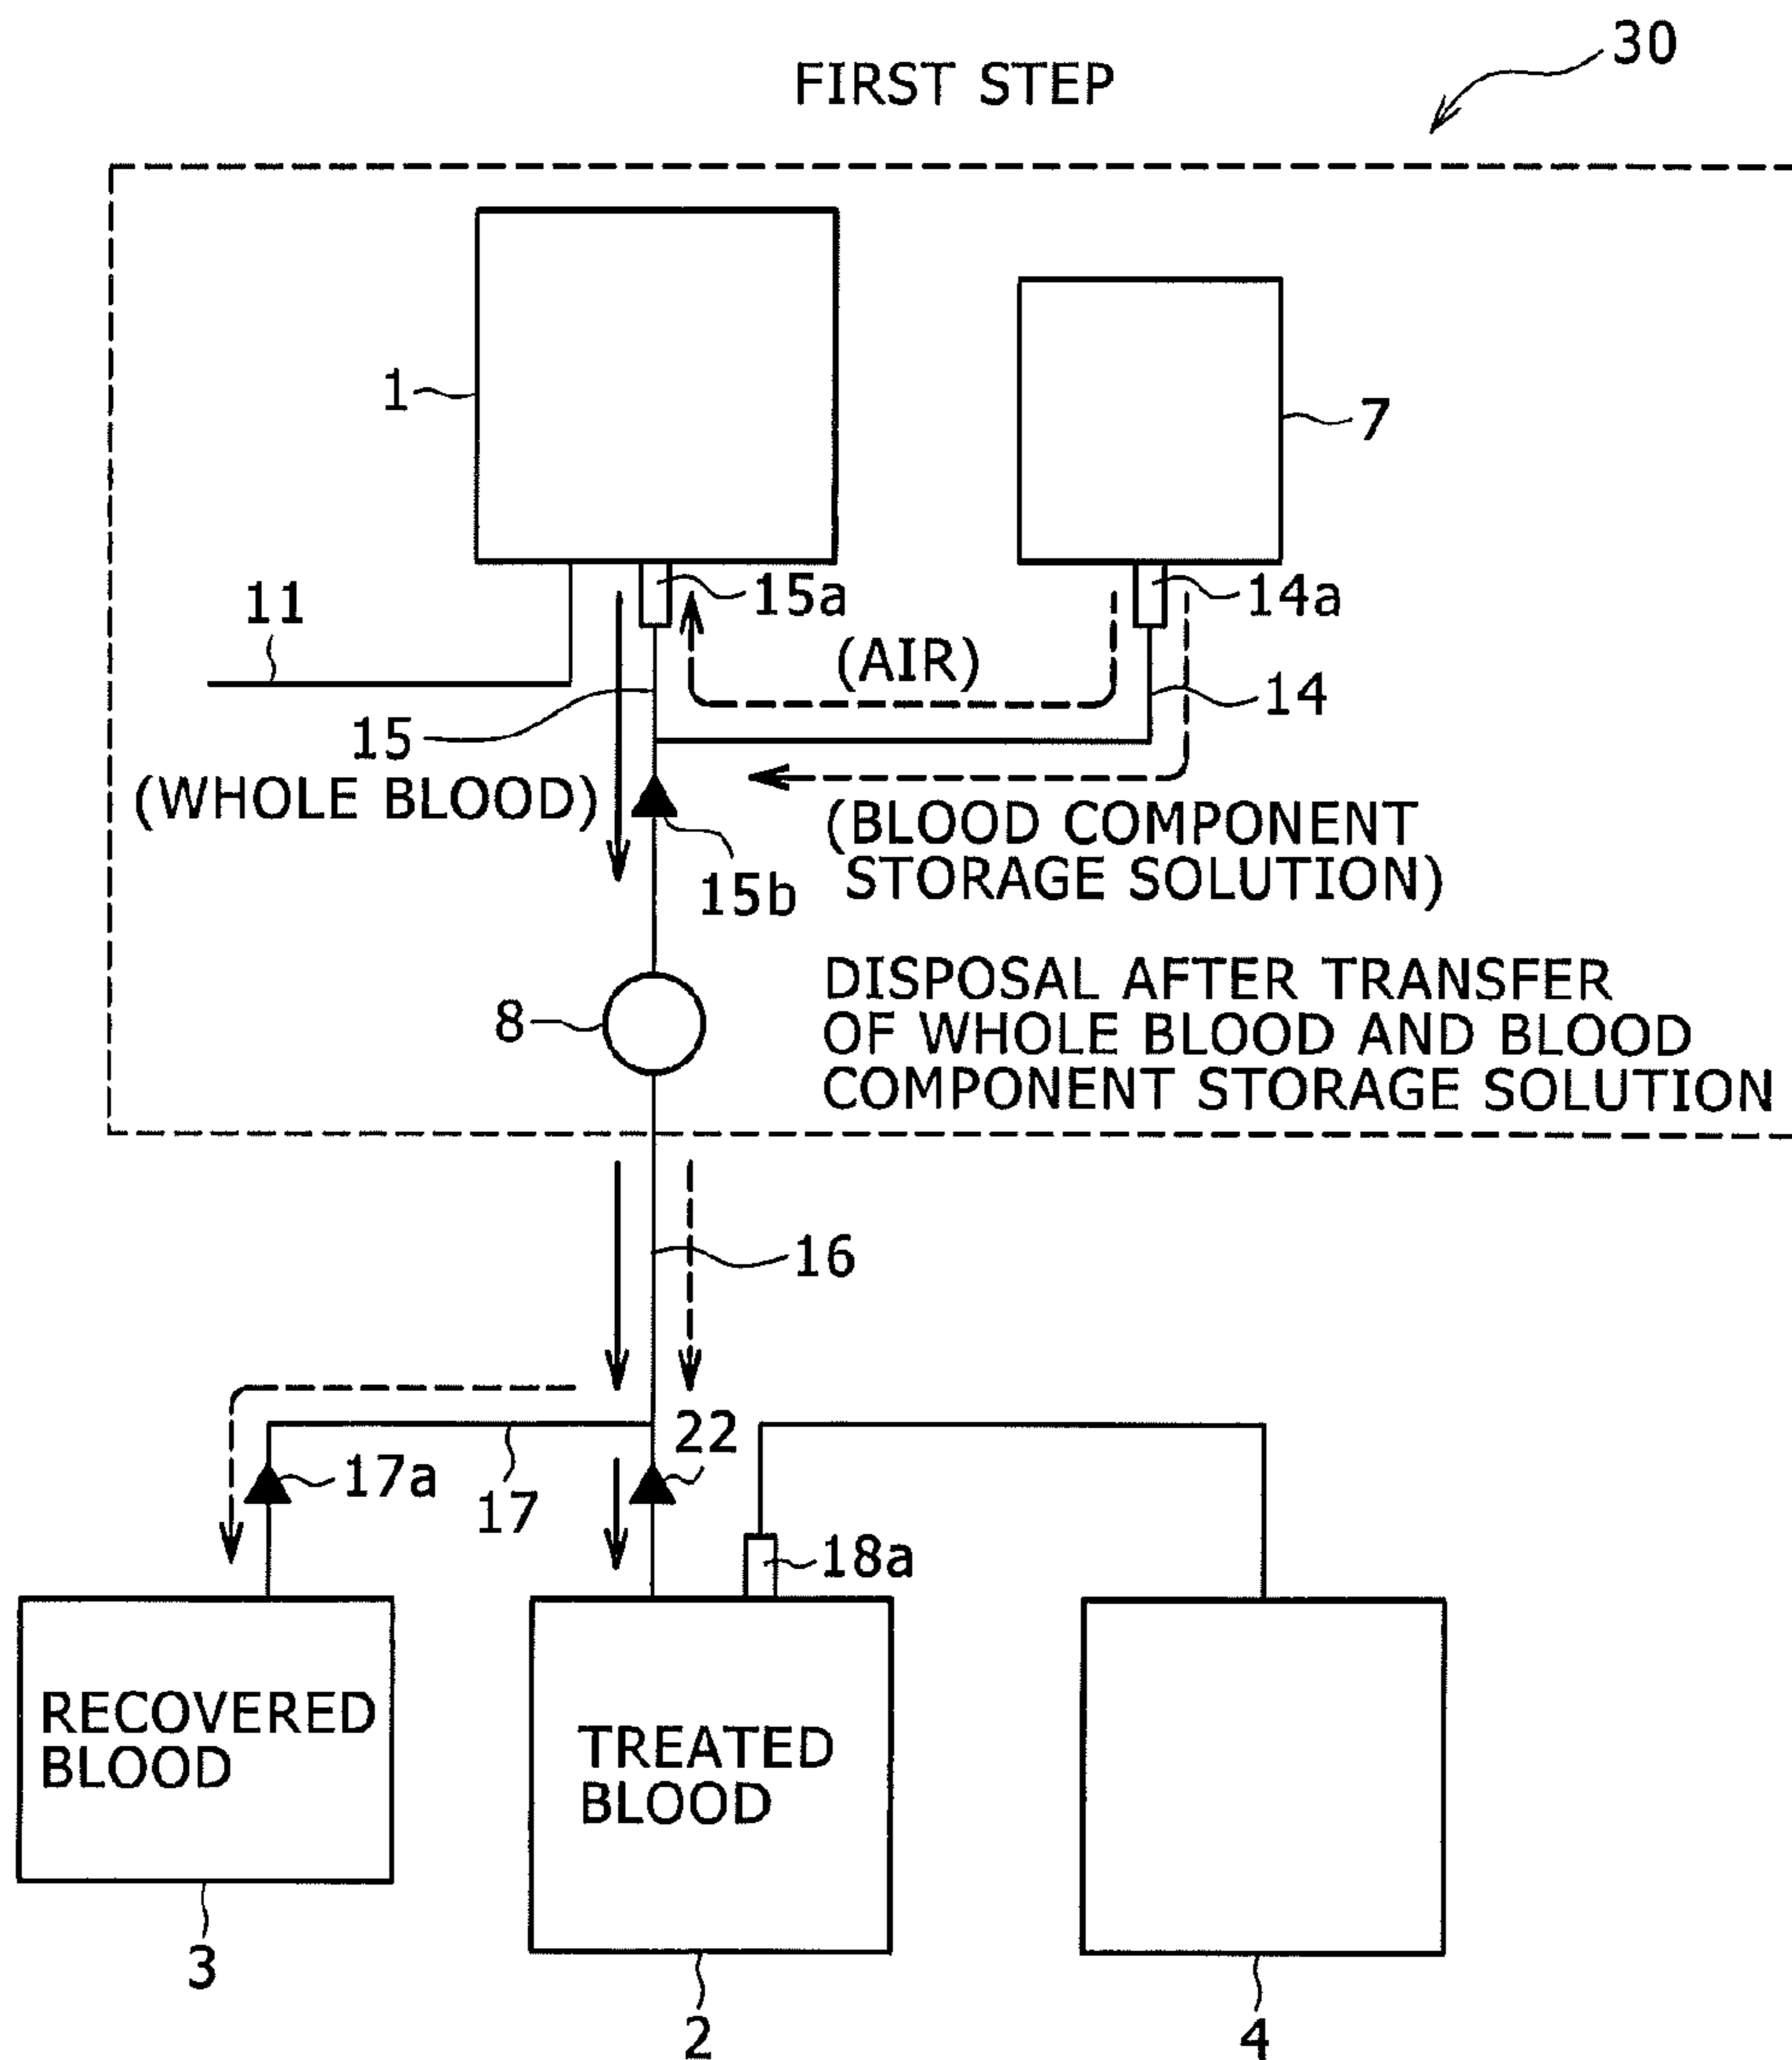 30
FIRST STEP
1
7
15a
14a
11
(AIR)
14
15
(WHOLE BLOOD)
(BLOOD COMPONENT
STORAGE SOLUTION)
15b
DISPOSAL AFTER TRANSFER
OF WHOLE BLOOD AND BLOOD
COMPONENT STORAGE SOLUTION
8
16
22
17a
17
18a
RECOVERED
BLOOD
TREATED
BLOOD
3
2
4